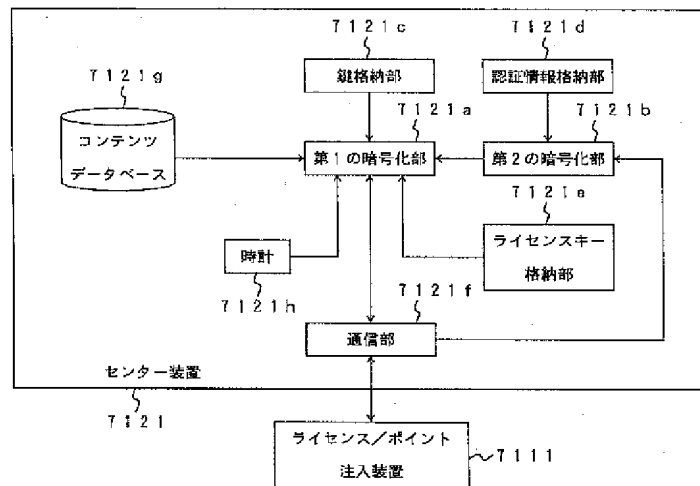 7121c
7121d
鍵格納部
認証情報格納部
7121g
7121a
7121b
コンテンツ
データベース
第1の暗号化部
第2の暗号化部
7121e
ライセンスキー
格納部
時計
7121h
7121f
通信部
センター装置
7121
ライセンス/ポイント
注入装置
7111